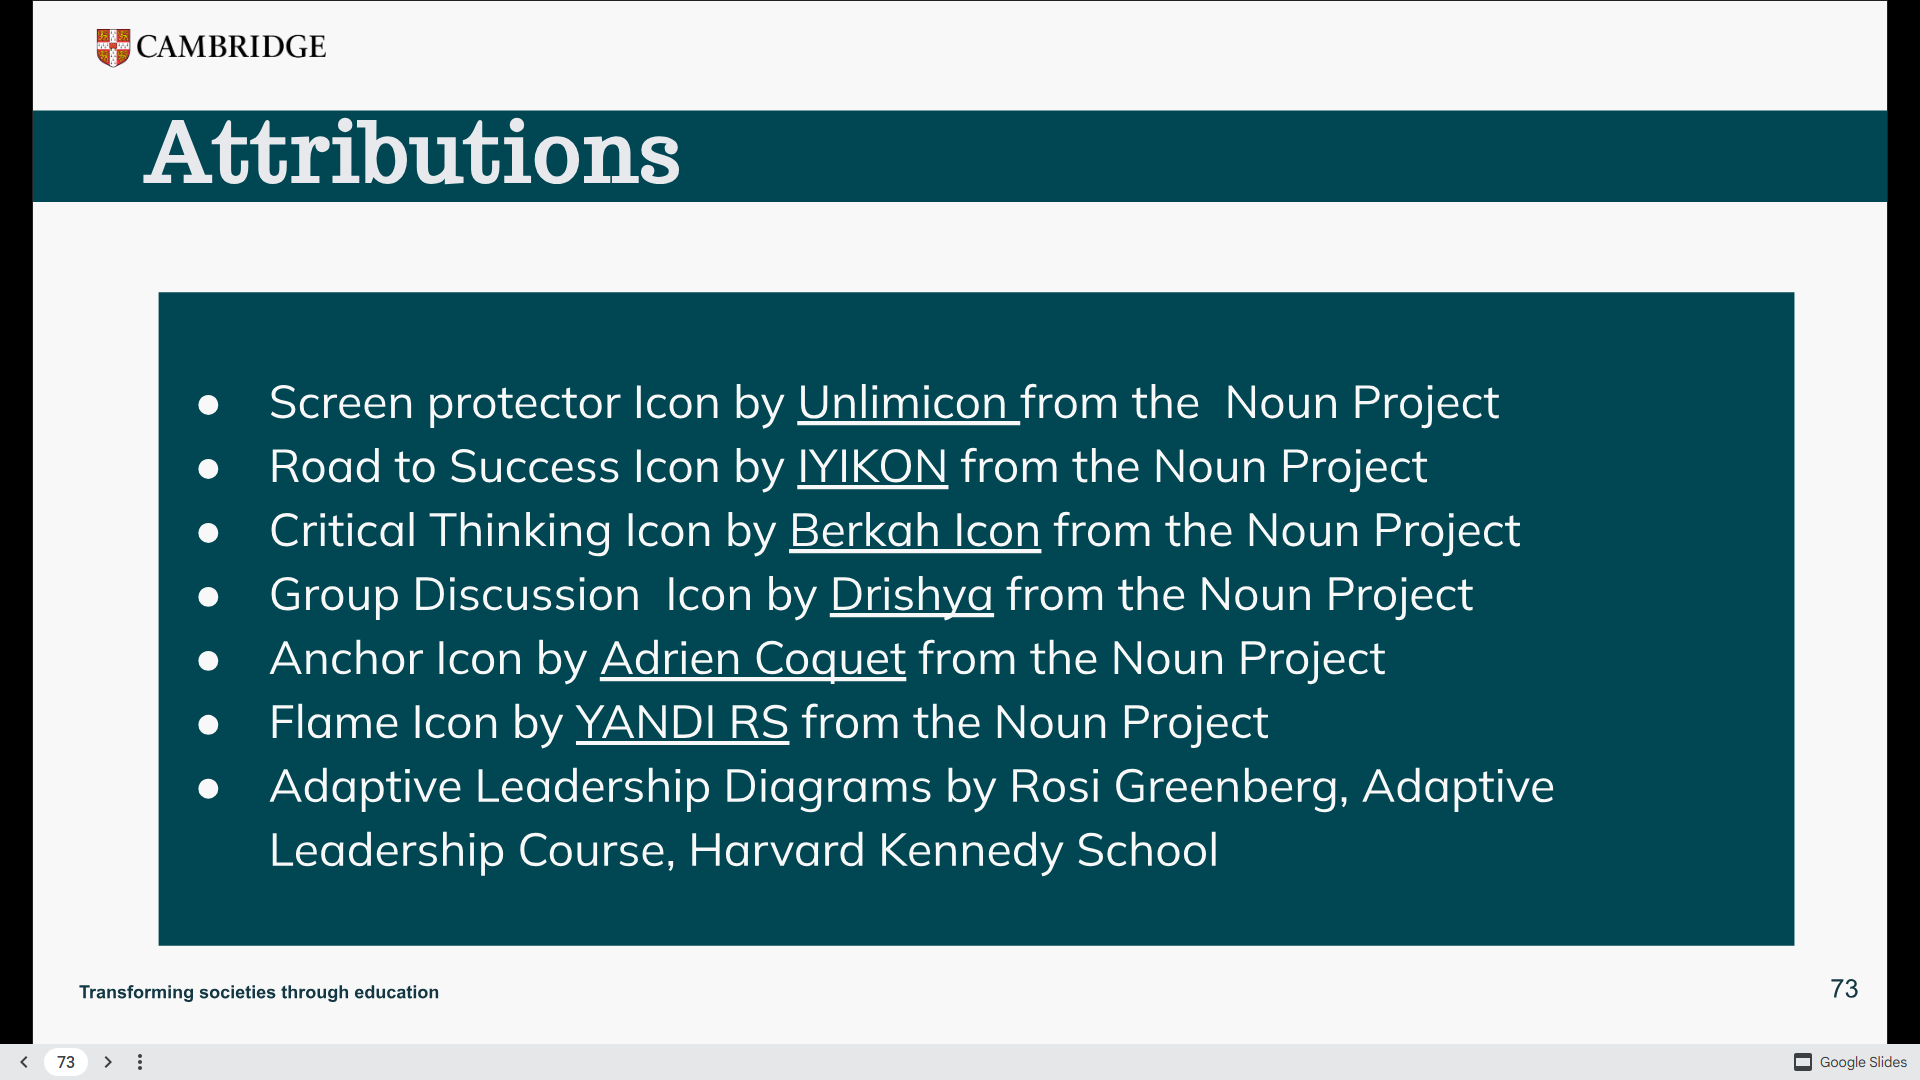 CAMBRIDGE
Attributions
● Screen protector Icon by Unlimicon from the  Noun Project
● Road to Success Icon by IYIKON from the Noun Project
● Critical Thinking Icon by Berkah Icon from the Noun Project
● Group Discussion  Icon by Drishya from the Noun Project
● Anchor Icon by Adrien Coquet from the Noun Project
● Flame Icon by YANDI RS from the Noun Project
● Adaptive Leadership Diagrams by Rosi Greenberg, Adaptive
Leadership Course, Harvard Kennedy School
Transforming societies through education
73
73
Google Slides